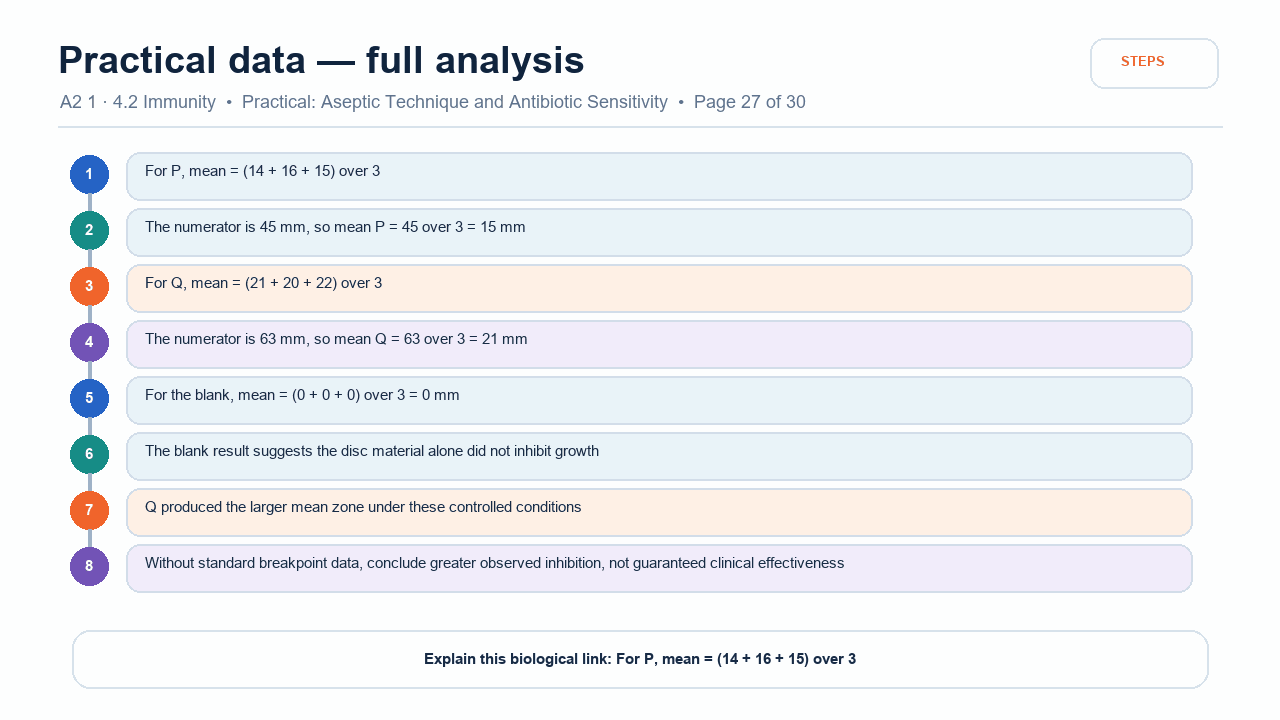 Practical data — full analysis
STEPS
A2 1 · 4.2 Immunity • Practical: Aseptic Technique and Antibiotic Sensitivity • Page 27 of 30
1
For P, mean = (14 + 16 + 15) over 3
2
The numerator is 45 mm, so mean P = 45 over 3 = 15 mm
3
For Q, mean = (21 + 20 + 22) over 3
4
The numerator is 63 mm, so mean Q = 63 over 3 = 21 mm
5
For the blank, mean = (0 + 0 + 0) over 3 = 0 mm
6
The blank result suggests the disc material alone did not inhibit growth
7
Q produced the larger mean zone under these controlled conditions
8
Without standard breakpoint data, conclude greater observed inhibition, not guaranteed clinical effectiveness
Explain this biological link: For P, mean = (14 + 16 + 15) over 3